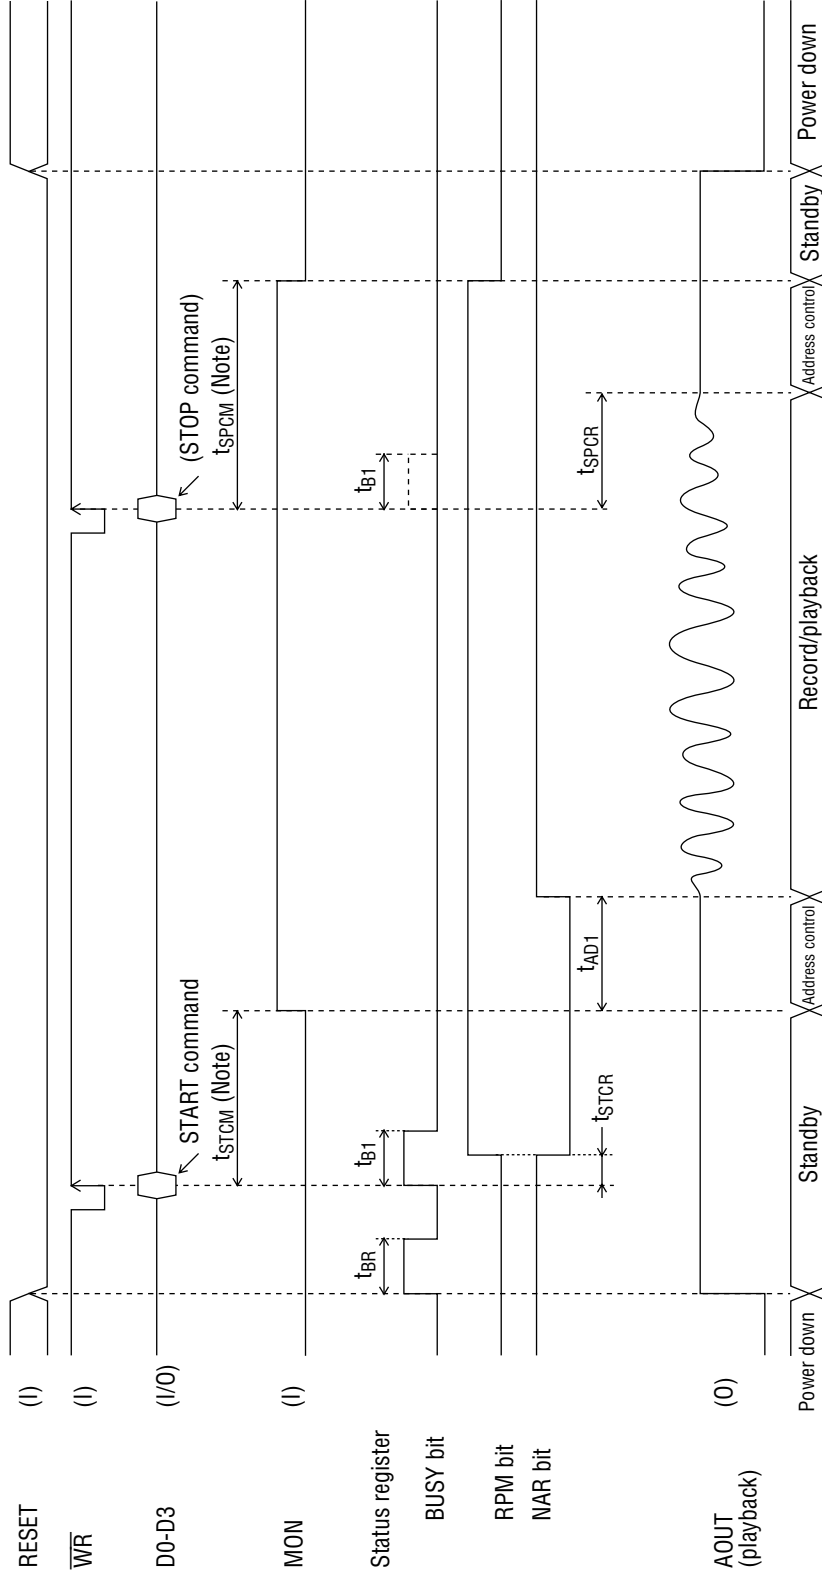 RESET (I)
WR (I)
D0-D3 (I/O)
START command
(STOP command)
tSTCM (Note)
tSPCM (Note)
MON (I)
Status register
tBR
tB1
tB1
BUSY bit
RPM bit
NAR bit
tSTCR
tAD1
tSPCR
AOUT (O)
(playback)
Power down
Standby
Address control
Record/playback
Address control
Standby
Power down